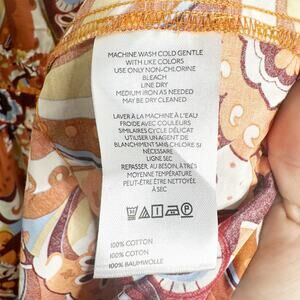 MACHINE WASH COLD GENTLE
WITH LIKE COLORS
USE ONLY NON-CHLORINE
BLEACH
LINE DRY
MEDIUM IRON AS NEEDED
MAY BE DRY CLEANED
LAVER À LA MACHINE À L'EAU
FROIDE AVEC COULEURS
SIMILAIRES CYCLE DÉLICAT
UTILISER UN AGENT DE
BLANCHIMENT SANS CHLORE SI
NÉCESSAIRE
LIGNE SEC
REPASSER, AU BESOIN, À
MOYENNE TEMPÉRATURE
PEUT-ÊTRE ÊTRE NETTOYÉE
À SEC
100% COTTON
100% COTON
100% BAUMWOLLE